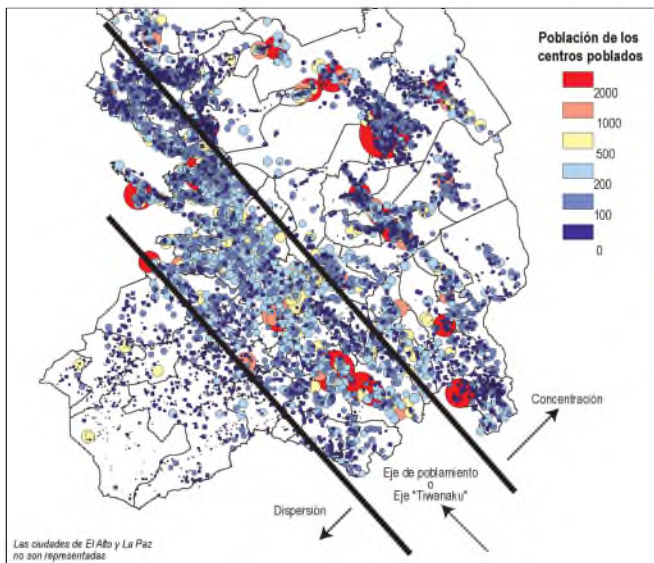 Población de los
centros poblados
2000
1000
500
200
100
0
Concentración
Eje de poblamiento
o
Eje "Tiwanaku"
Dispersión
Las ciudades de El Alto y La Paz
no son representadas